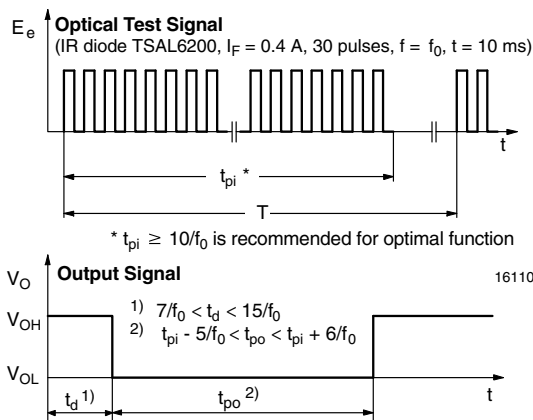 E_e Optical Test Signal
(IR diode TSAL6200, I_F = 0.4 A, 30 pulses, f = f_0, t = 10 ms)
t
t_pi *
T
* t_pi ≥ 10/f_0 is recommended for optimal function
V_O Output Signal 16110
V_OH
1) 7/f_0 < t_d < 15/f_0
2) t_pi - 5/f_0 < t_po < t_pi + 6/f_0
V_OL
t_d 1) t_po 2) t